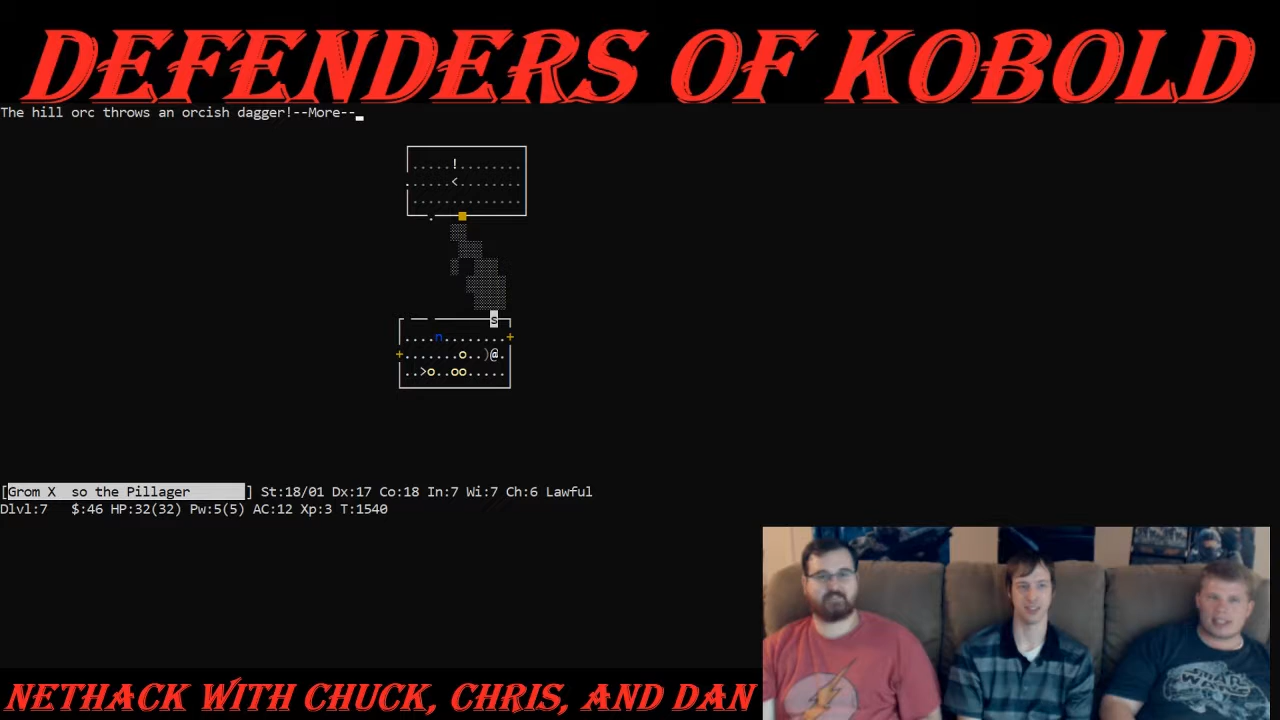 DEFENDERS OF KOBOLD
The hill orc throws an orcish dagger!--More--
.....!........
......<........
..............
.
s
....n........+
+.......o..)@.
..>o..oo.....
[Grom X  so the Pillager       ] St:18/01 Dx:17 Co:18 In:7 Wi:7 Ch:6 Lawful
Dlvl:7   $:46 HP:32(32) Pw:5(5) AC:12 Xp:3 T:1540
NETHACK WITH CHUCK, CHRIS, AND DAN